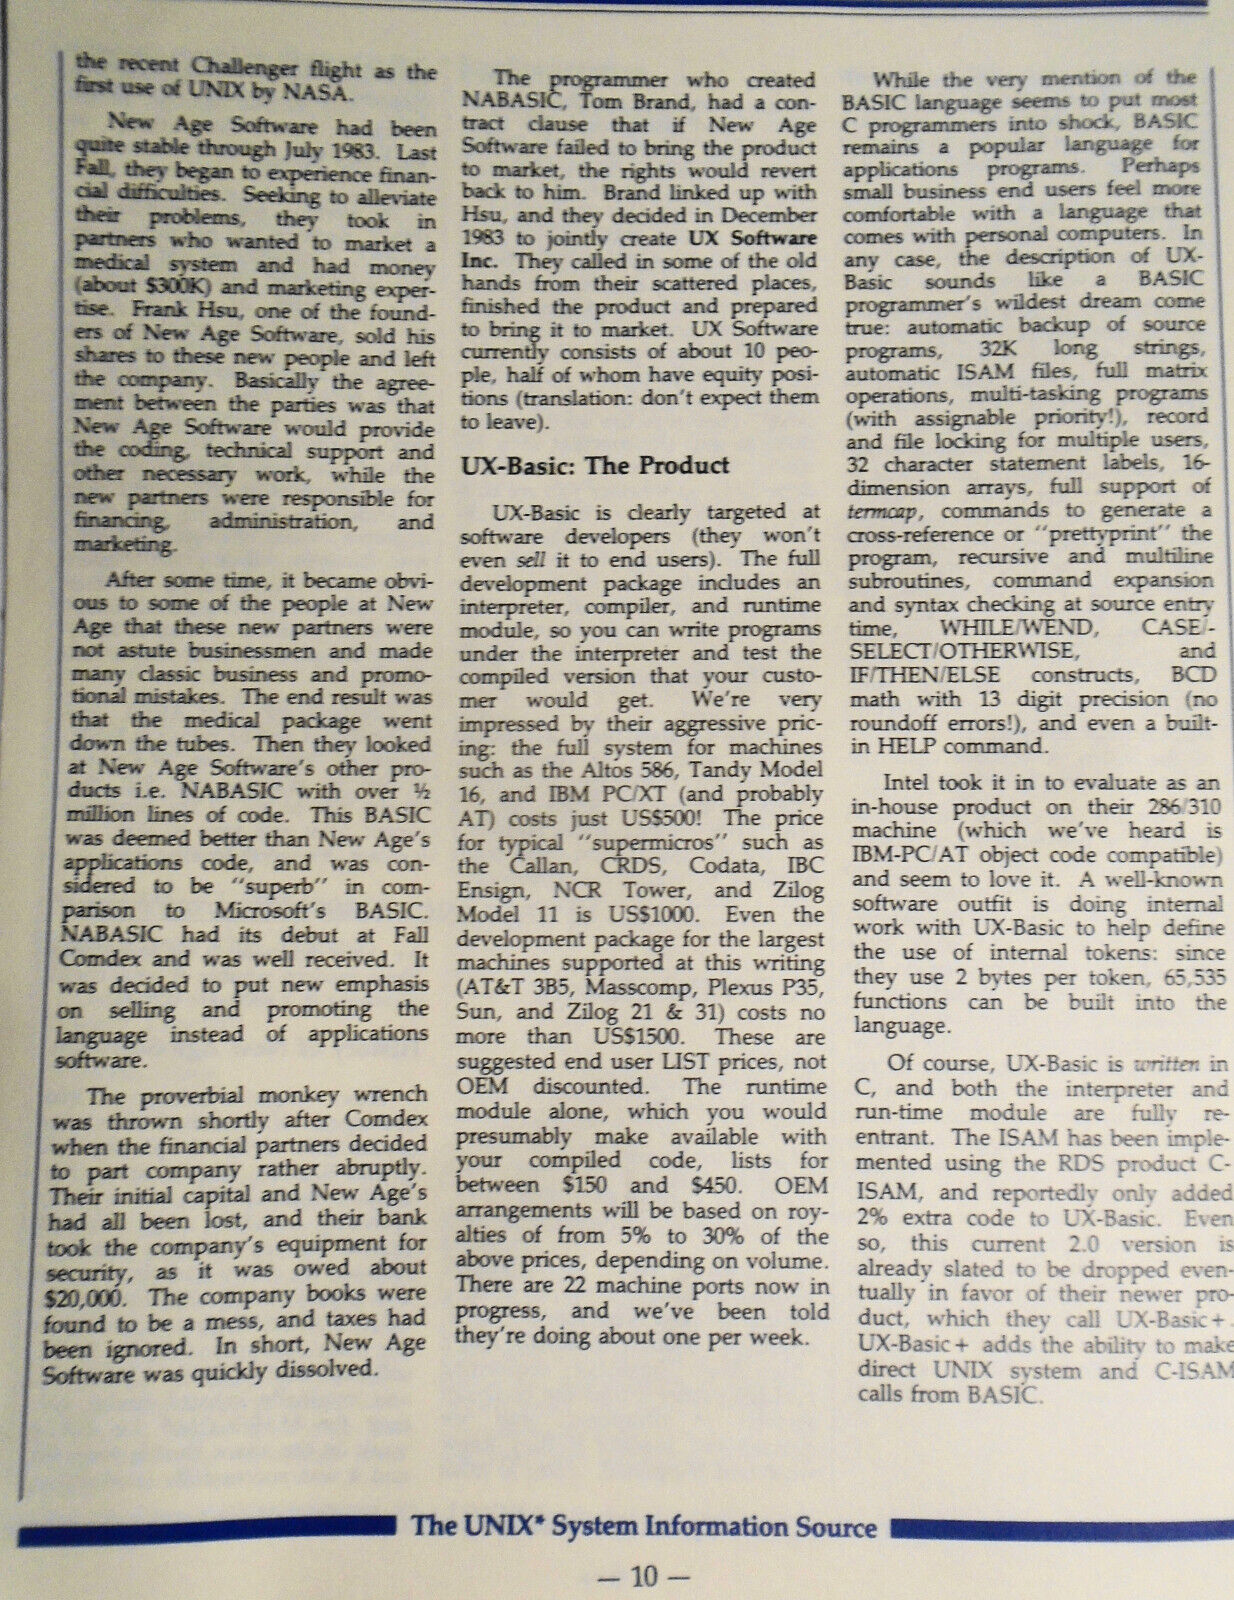 the recent Challenger flight as the
first use of UNIX by NASA.
New Age Software had been
quite stable through July 1983. Last
Fall, they began to experience finan-
cial difficulties. Seeking to alleviate
their problems, they took in
partners who wanted to market a
medical system and had money
(about $300K) and marketing exper-
tise. Frank Hsu, one of the found-
ers of New Age Software, sold his
shares to these new people and left
the company. Basically the agree-
ment between the parties was that
New Age Software would provide
the coding, technical support and
other necessary work, while the
new partners were responsible for
financing, administration, and
marketing.
After some time, it became obvi-
ous to some of the people at New
Age that these new partners were
not astute businessmen and made
many classic business and promo-
tional mistakes. The end result was
that the medical package went
down the tubes. Then they looked
at New Age Software's other pro-
ducts i.e. NABASIC with over ½
million lines of code. This BASIC
was deemed better than New Age's
applications code, and was con-
sidered to be "superb" in com-
parison to Microsoft's BASIC.
NABASIC had its debut at Fall
Comdex and was well received. It
was decided to put new emphasis
on selling and promoting the
language instead of applications
software.
The proverbial monkey wrench
was thrown shortly after Comdex
when the financial partners decided
to part company rather abruptly.
Their initial capital and New Age's
had all been lost, and their bank
took the company's equipment for
security, as it was owed about
$20,000. The company books were
found to be a mess, and taxes had
been ignored. In short, New Age
Software was quickly dissolved.
The programmer who created
NABASIC, Tom Brand, had a con-
tract clause that if New Age
Software failed to bring the product
to market, the rights would revert
back to him. Brand linked up with
Hsu, and they decided in December
1983 to jointly create UX Software
Inc. They called in some of the old
hands from their scattered places,
finished the product and prepared
to bring it to market. UX Software
currently consists of about 10 peo-
ple, half of whom have equity posi-
tions (translation: don't expect them
to leave).
UX-Basic: The Product
UX-Basic is clearly targeted at
software developers (they won't
even sell it to end users). The full
development package includes an
interpreter, compiler, and runtime
module, so you can write programs
under the interpreter and test the
compiled version that your custo-
mer would get. We're very
impressed by their aggressive pric-
ing: the full system for machines
such as the Altos 586, Tandy Model
16, and IBM PC/XT (and probably
AT) costs just US$500! The price
for typical "supermicros" such as
the Callan, CRDS, Codata, IBC
Ensign, NCR Tower, and Zilog
Model 11 is US$1000. Even the
development package for the largest
machines supported at this writing
(AT&T 3B5, Masscomp, Plexus P35,
Sun, and Zilog 21 & 31) costs no
more than US$1500. These are
suggested end user LIST prices, not
OEM discounted. The runtime
module alone, which you would
presumably make available with
your compiled code, lists for
between $150 and $450. OEM
arrangements will be based on roy-
alties of from 5% to 30% of the
above prices, depending on volume.
There are 22 machine ports now in
progress, and we've been told
they're doing about one per week.
While the very mention of the
BASIC language seems to put most
C programmers into shock, BASIC
remains a popular language for
applications programs. Perhaps
small business end users feel more
comfortable with a language that
comes with personal computers. In
any case, the description of UX-
Basic sounds like a BASIC
programmer's wildest dream come
true: automatic backup of source
programs, 32K long strings,
automatic ISAM files, full matrix
operations, multi-tasking programs
(with assignable priority!), record
and file locking for multiple users,
32 character statement labels, 16-
dimension arrays, full support of
termcap, commands to generate a
cross-reference or "prettyprint" the
program, recursive and multiline
subroutines, command expansion
and syntax checking at source entry
time, WHILE/WEND, CASE/-
SELECT/OTHERWISE, and
IF/THEN/ELSE constructs, BCD
math with 13 digit precision (no
roundoff errors!), and even a built-
in HELP command.
Intel took it in to evaluate as an
in-house product on their 286/310
machine (which we've heard is
IBM-PC/AT object code compatible)
and seem to love it. A well-known
software outfit is doing internal
work with UX-Basic to help define
the use of internal tokens: since
they use 2 bytes per token, 65,535
functions can be built into the
language.
Of course, UX-Basic is written in
C, and both the interpreter and
run-time module are fully re-
entrant. The ISAM has been imple-
mented using the RDS product C-
ISAM, and reportedly only added
2% extra code to UX-Basic. Even
so, this current 2.0 version is
already slated to be dropped even-
tually in favor of their newer pro-
duct, which they call UX-Basic+.
UX-Basic+ adds the ability to make
direct UNIX system and C-ISAM
calls from BASIC.
The UNIX* System Information Source
— 10 —